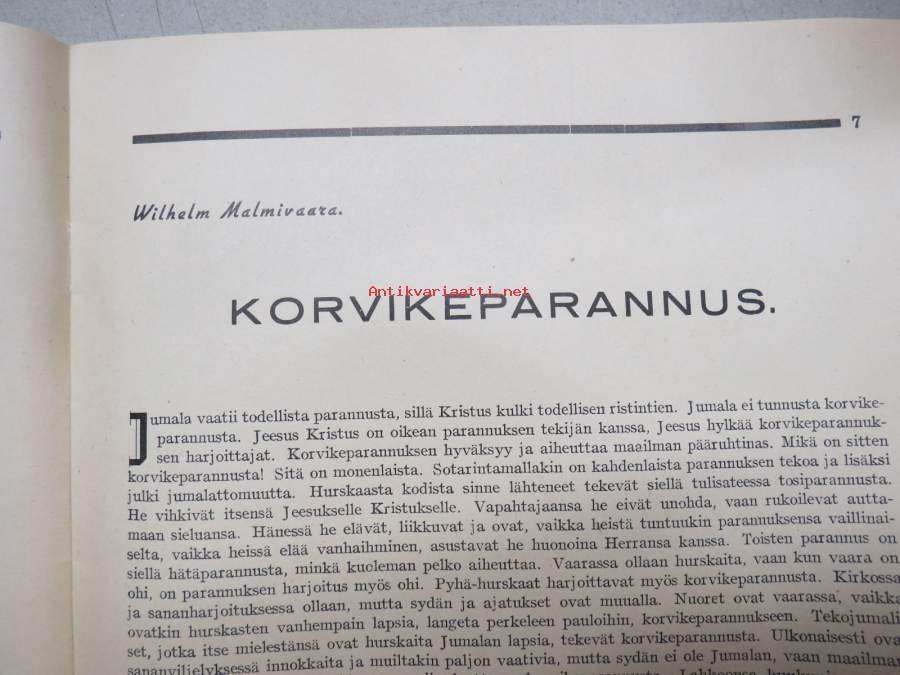 7
Wilhelm Malmivaara.
Antikvariaatti.net
KORVIKEPARANNUS.
Jumala vaatii todellista parannusta, sillä Kristus kulki todellisen ristintien. Jumala ei tunnusta korvike-
parannusta. Jeesus Kristus on oikean parannuksen tekijän kanssa, Jeesus hylkää korvikeparannuk-
sen harjoittajat. Korvikeparannuksen hyväksyy ja aiheuttaa maailman pääruhtinas. Mikä on sitten
korvikeparannusta! Sitä on monenlaista. Sotarintamallakin on kahdenlaista parannuksen tekoa ja lisäksi
julki jumalattomuutta. Hurskaasta kodista sinne lähteneet tekevät siellä tulisateessa tosiparannusta.
He vihkivät itsensä Jeesukselle Kristukselle. Vapahtajaansa he eivät unohda, vaan rukoilevat autta-
maan sieluansa. Hänessä he elävät, liikkuvat ja ovat, vaikka heistä tuntuukin parannuksensa vaillinai-
selta, vaikka heissä elää vanhaihminen, asustavat he huonoina Herransa kanssa. Toisten parannus on
siellä hätäparannusta, minkä kuoleman pelko aiheuttaa. Vaarassa ollaan hurskaita, vaan kun vaara on
ohi, on parannuksen harjoitus myös ohi. Pyhä-hurskaat harjoittavat myös korvikeparannusta. Kirkossa
ja sananharjoituksessa ollaan, mutta sydän ja ajatukset ovat muualla. Nuoret ovat vaarassa, vaikka
ovatkin hurskasten vanhempain lapsia, langeta perkeleen pauloihin, korvikeparannukseen. Tekojumali
set, jotka itse mielestänsä ovat hurskaita Jumalan lapsia, tekevät korvikeparannusta. Ulkonaisesti ova
sananviljelyksessä innokkaita ja muiltakin paljon vaativia, mutta sydän ei ole Jumalan, vaan maailman